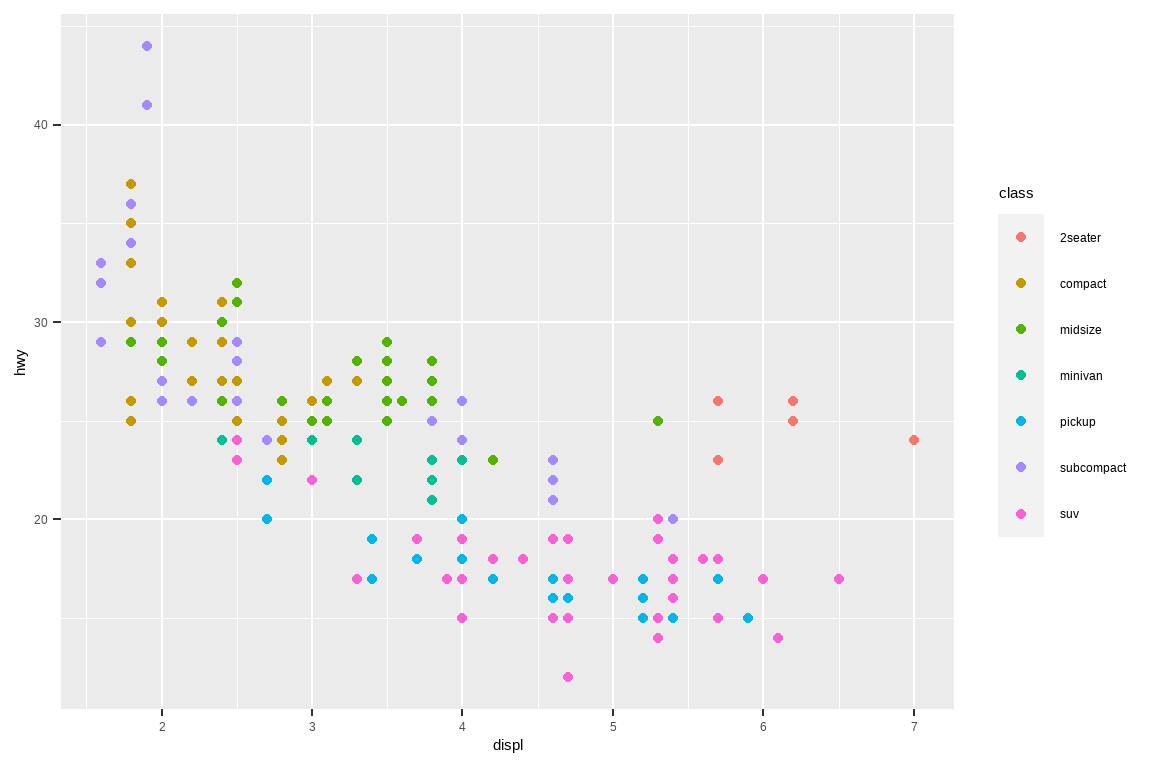 40
30
20
hwy
2
3
4
5
6
7
displ
class
2seater
compact
midsize
minivan
pickup
subcompact
suv